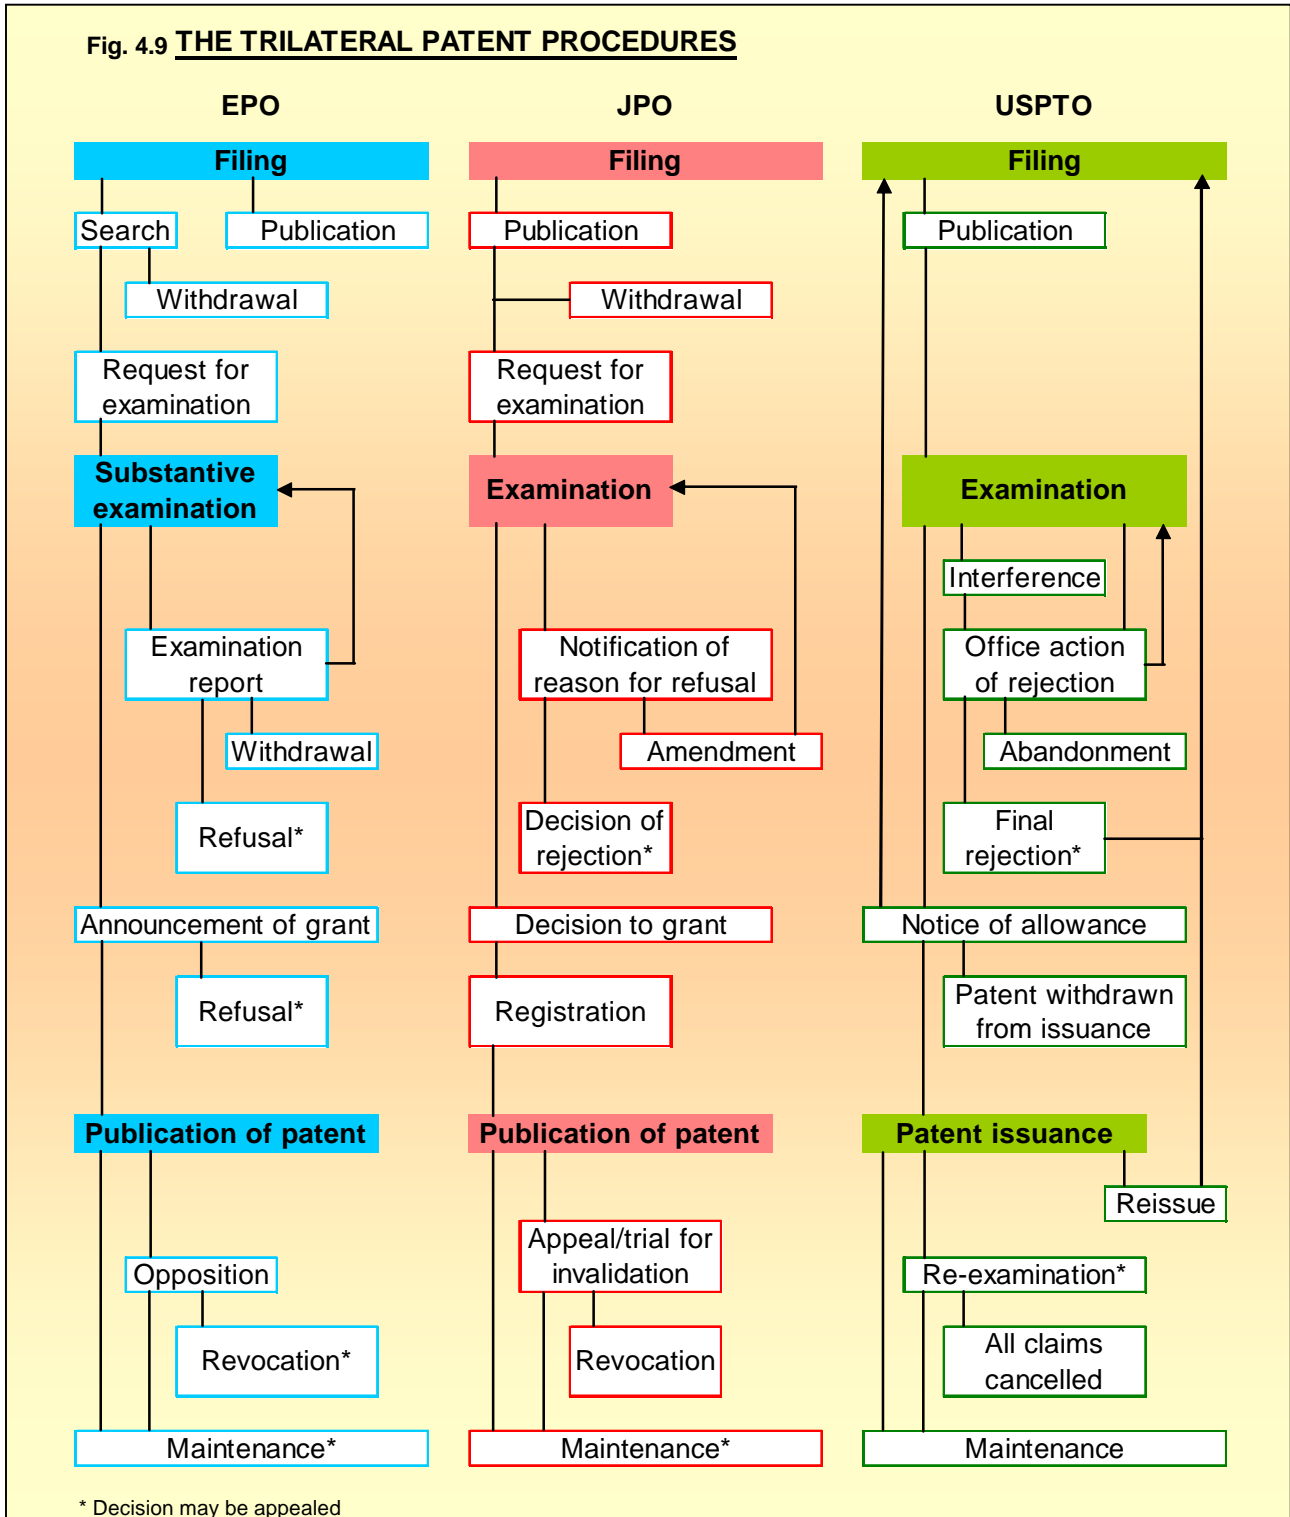 Fig. 4.9 THE TRILATERAL PATENT PROCEDURES
EPO
JPO
USPTO
Filing
Filing
Filing
Search
Publication
Publication
Publication
Withdrawal
Withdrawal
Request for
examination
Request for
examination
Substantive
examination
Examination
Examination
Interference
Examination
report
Notification of
reason for refusal
Office action
of rejection
Withdrawal
Amendment
Abandonment
Refusal*
Decision of
rejection*
Final
rejection*
Announcement of grant
Decision to grant
Notice of allowance
Refusal*
Registration
Patent withdrawn
from issuance
Publication of patent
Publication of patent
Patent issuance
Reissue
Opposition
Appeal/trial for
invalidation
Re-examination*
Revocation*
Revocation
All claims
cancelled
Maintenance*
Maintenance*
Maintenance
* Decision may be appealed